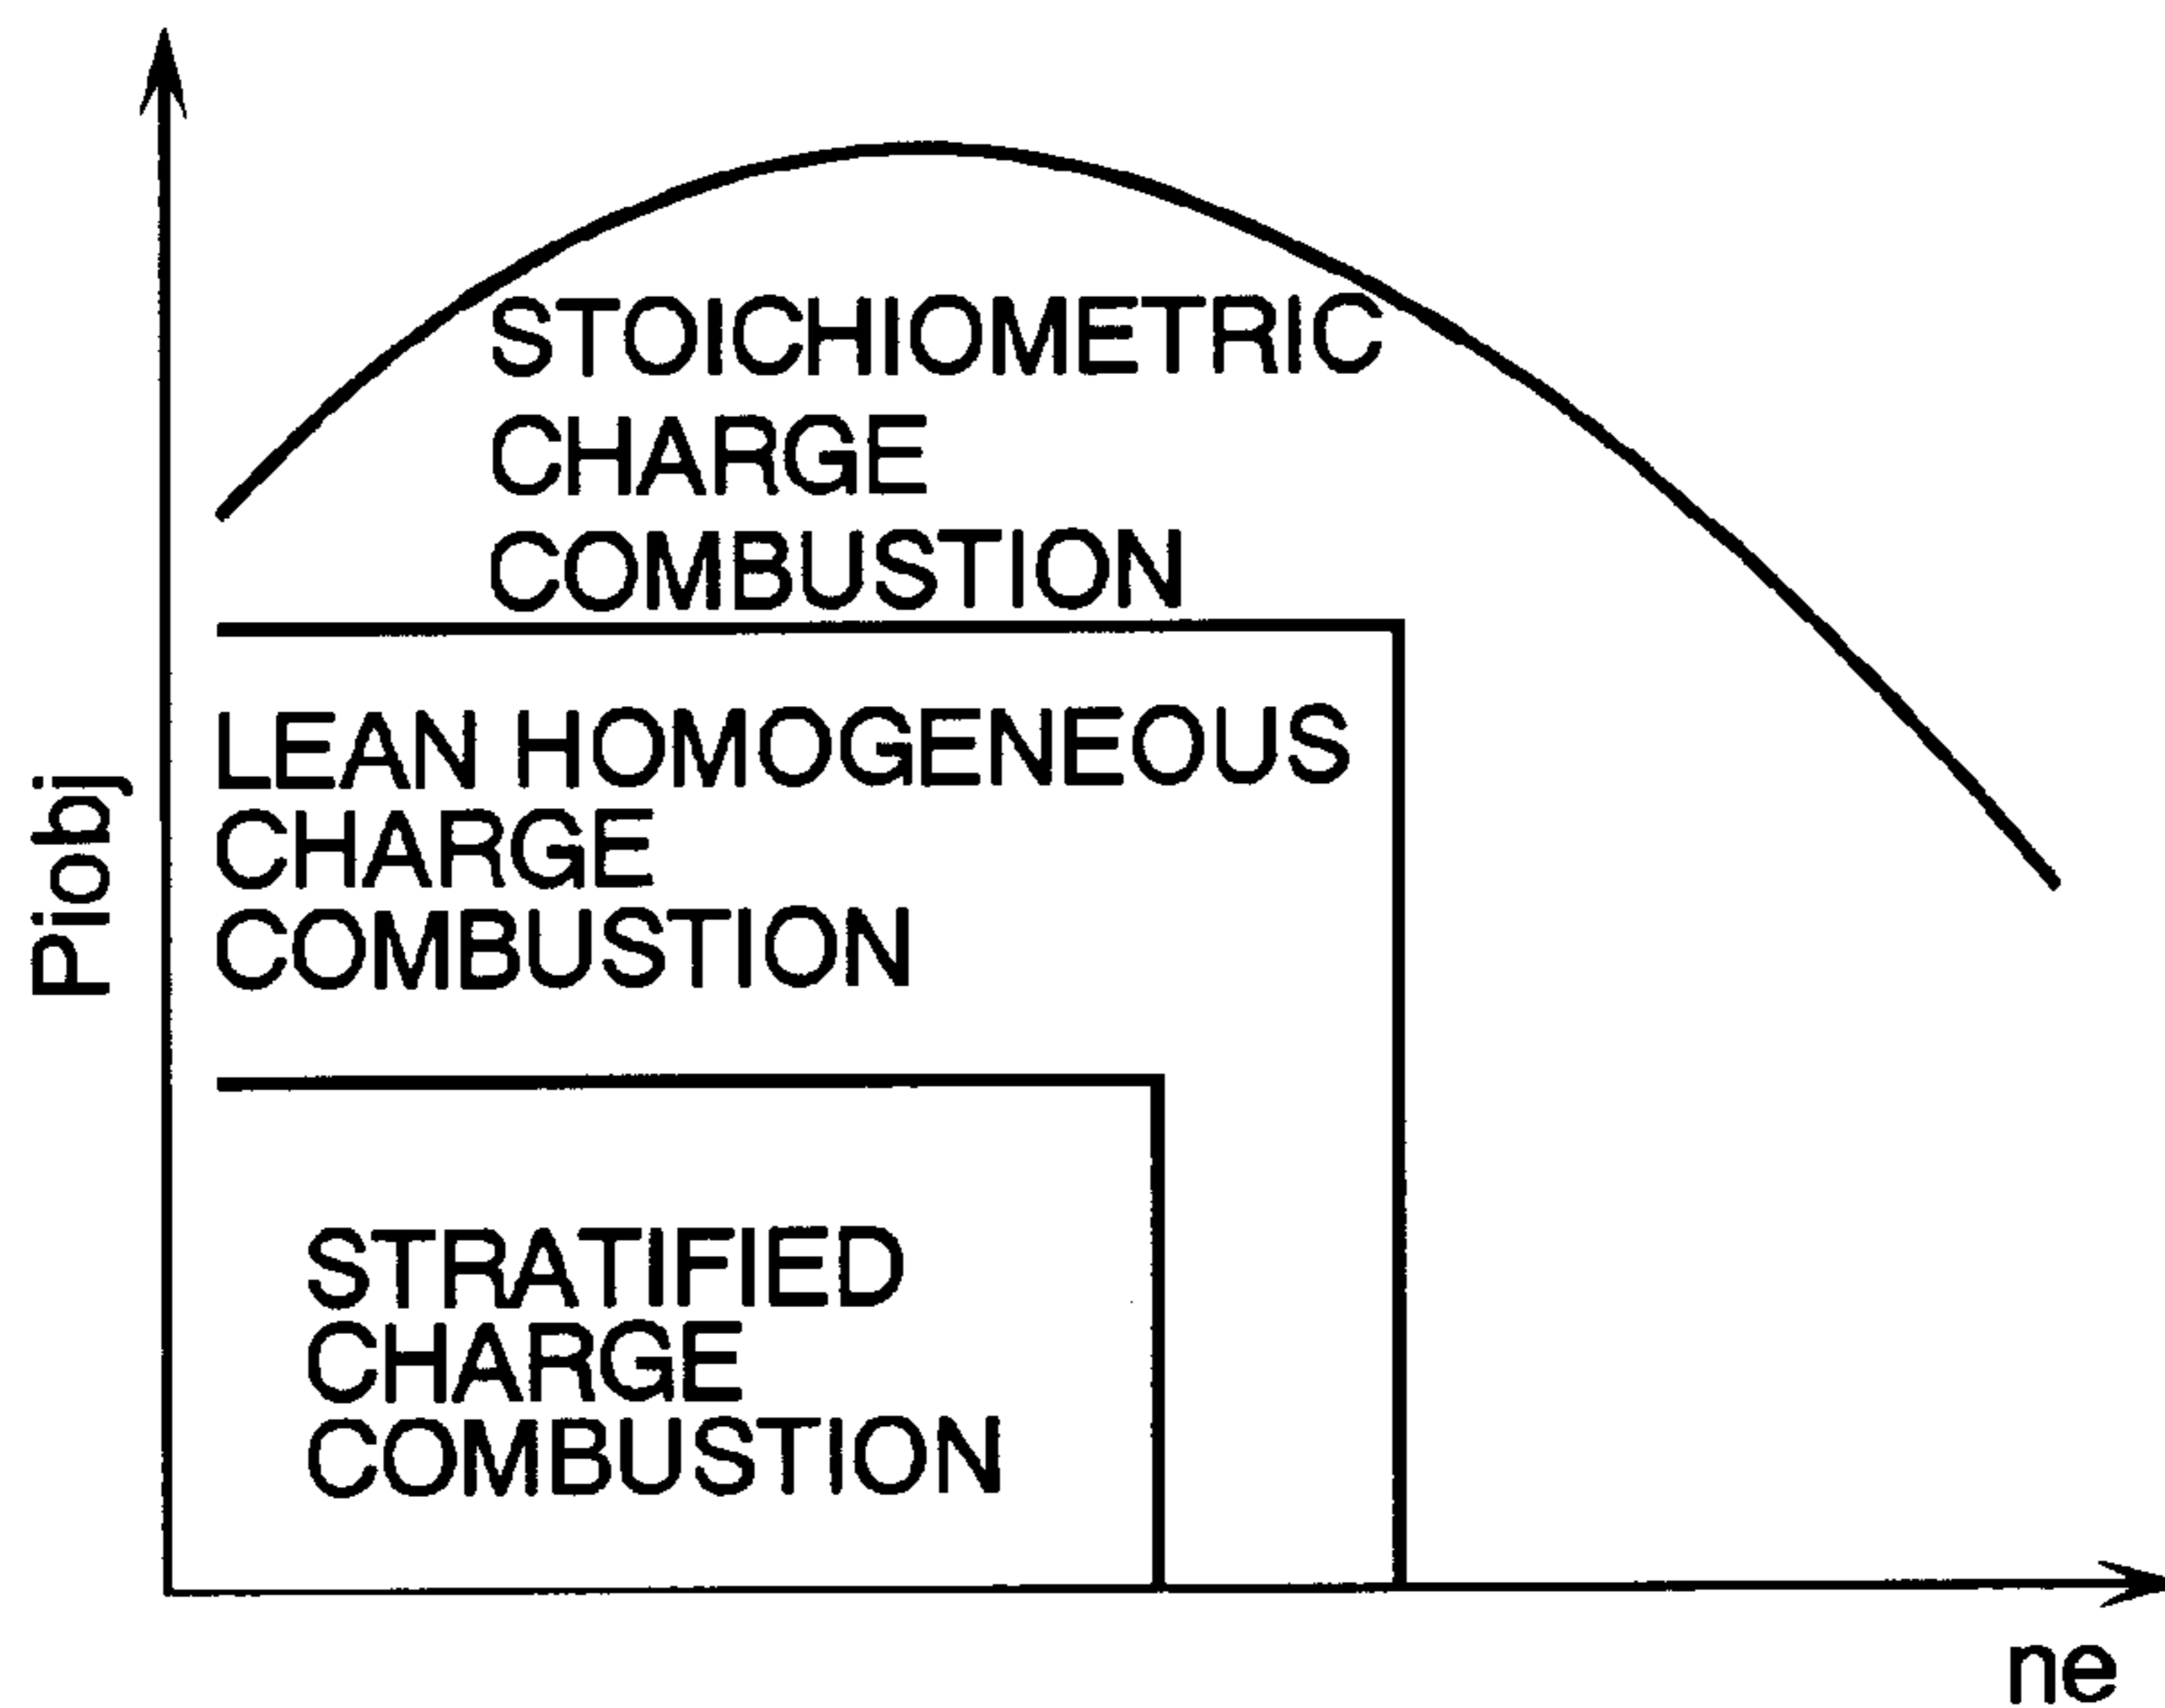 STOICHIOMETRIC
CHARGE
COMBUSTION
LEAN HOMOGENEOUS
CHARGE
COMBUSTION
Piobj
STRATIFIED
CHARGE
COMBUSTION
ne